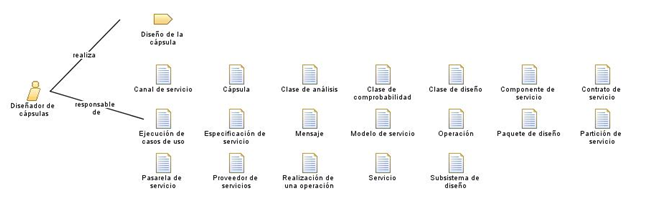 Diseño de la
cápsula
realiza
Diseñador de
cápsulas
responsable
de
Canal de servicio
Cápsula
Clase de análisis
Clase de
comprobabilidad
Clase de diseño
Componente de
servicio
Contrato de
servicio
Ejecución de
casos de uso
Especificación de
servicio
Mensaje
Modelo de servicio
Operación
Paquete de diseño
Partición de
servicio
Pasarela de
servicio
Proveedor de
servicios
Realización de
una operación
Servicio
Subsistema de
diseño